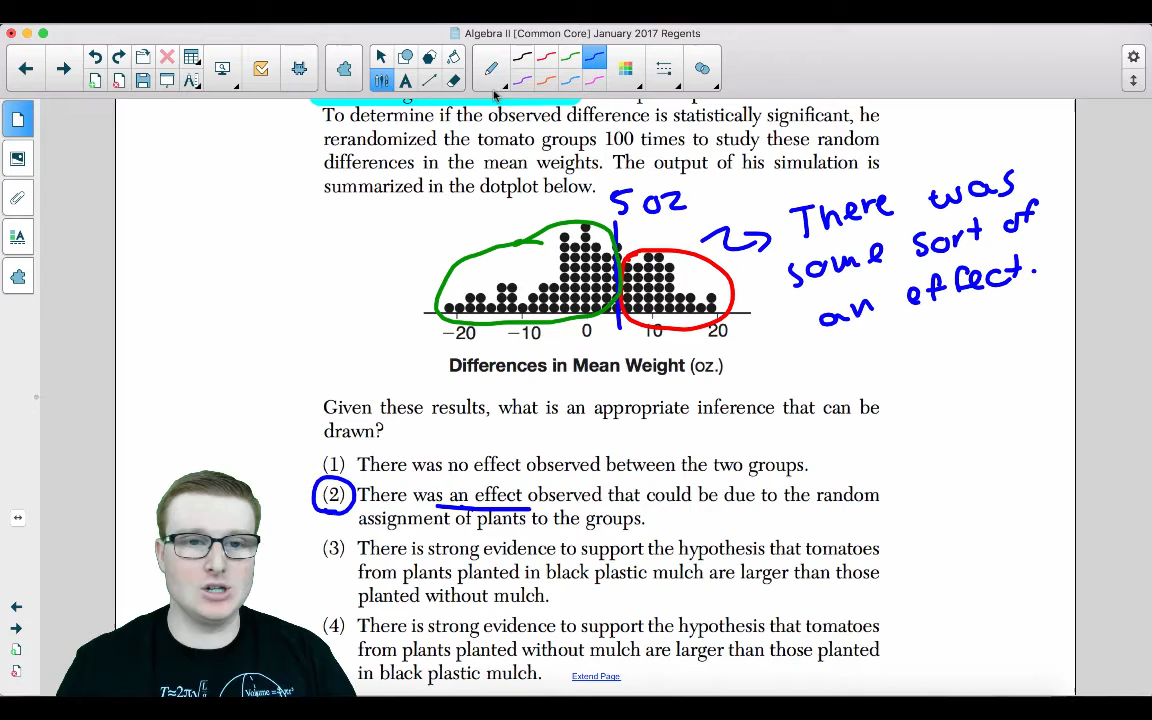 Algebra II [Common Core] January 2017 Regents
To determine if the observed difference is statistically significant, he
rerandomized the tomato groups 100 times to study these random
differences in the mean weights. The output of his simulation is
summarized in the dotplot below.
5 oz
There was
some sort of
an effect.
−20 −10 0 10 20
Differences in Mean Weight (oz.)
Given these results, what is an appropriate inference that can be
drawn?
(1) There was no effect observed between the two groups.
(2) There was an effect observed that could be due to the random
assignment of plants to the groups.
(3) There is strong evidence to support the hypothesis that tomatoes
from plants planted in black plastic mulch are larger than those
planted without mulch.
(4) There is strong evidence to support the hypothesis that tomatoes
from plants planted without mulch are larger than those planted
in black plastic mulch.
Extend Page